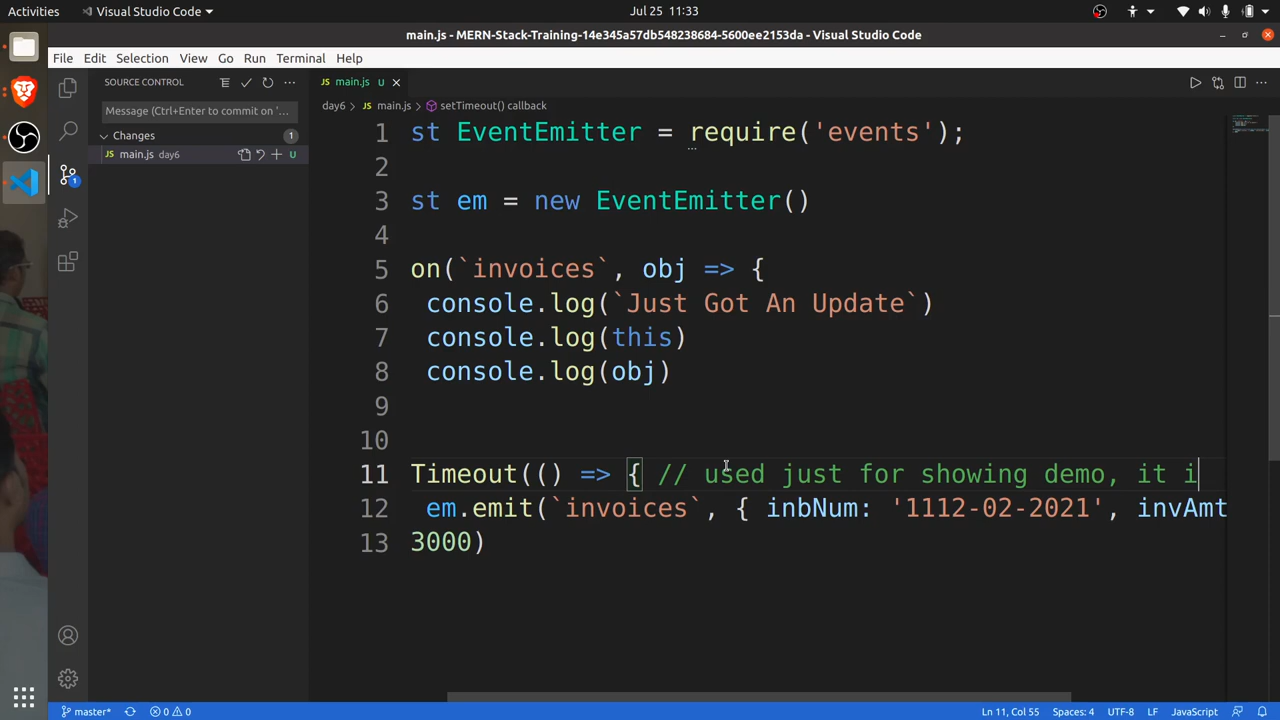 Activities Visual Studio Code Jul 25 11:33
main.js - MERN-Stack-Training-14e345a57db548238684-5600ee2153da - Visual Studio Code
File Edit Selection View Go Run Terminal Help
SOURCE CONTROL
Message (Ctrl+Enter to commit on '
Changes 1
main.js day6 U
main.js U
day6 > main.js > setTimeout() callback
1 st EventEmitter = require('events');
2
3 st em = new EventEmitter()
4
5 on(`invoices`, obj => {
6 console.log(`Just Got An Update`)
7 console.log(this)
8 console.log(obj)
9
10
11 Timeout(() => { // used just for showing demo, it i
12 em.emit(`invoices`, { inbNum: '1112-02-2021', invAmt
13 3000)
1
master* 0 0 Ln 11, Col 55 Spaces: 4 UTF-8 LF JavaScript